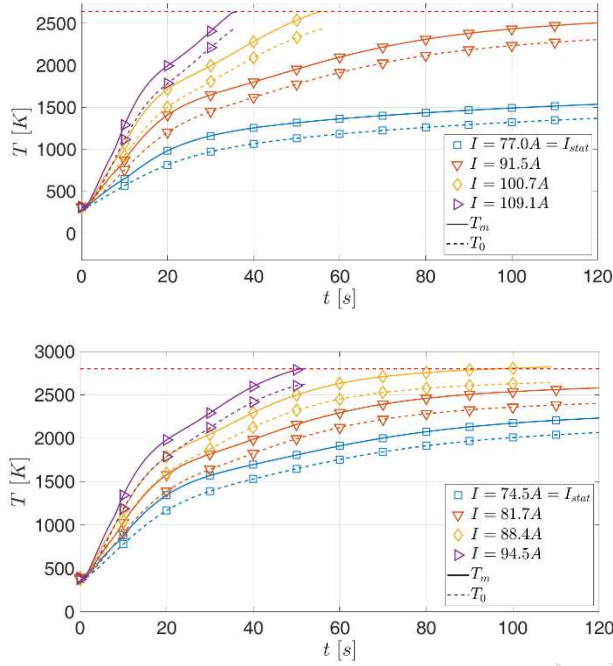 2500
2000
1500
1000
500
0
T [K]
I = 77.0A = I_stat
I = 91.5A
I = 100.7A
I = 109.1A
T_m
T_0
0 20 40 60 80 100 120
t [s]
3000
2500
2000
1500
1000
500
0
T [K]
I = 74.5A = I_stat
I = 81.7A
I = 88.4A
I = 94.5A
T_m
T_0
0 20 40 60 80 100 120
t [s]